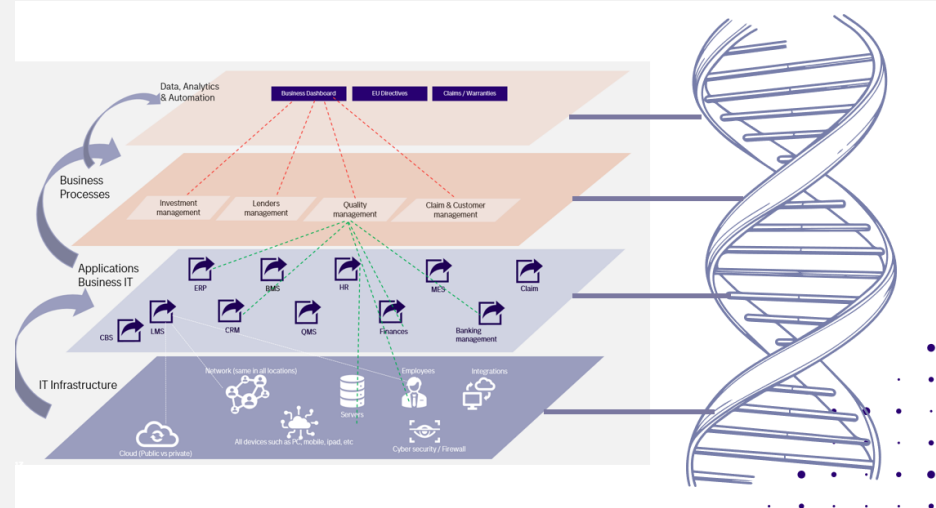 Data, Analytics
& Automation
Business Dashboard
EU Directives
Claims / Warranties
Business
Processes
Investment
management
Lenders
management
Quality
management
Claim & Customer
management
Applications
Business IT
ERP
BMS
HR
MES
Claim
CBS
LMS
CRM
QMS
Finances
Banking
management
IT Infrastructure
Network (same in all locations)
Servers
Employees
Integrations
Cloud (Public vs private)
All devices such as PC, mobile, ipad, etc
Cyber security / Firewall